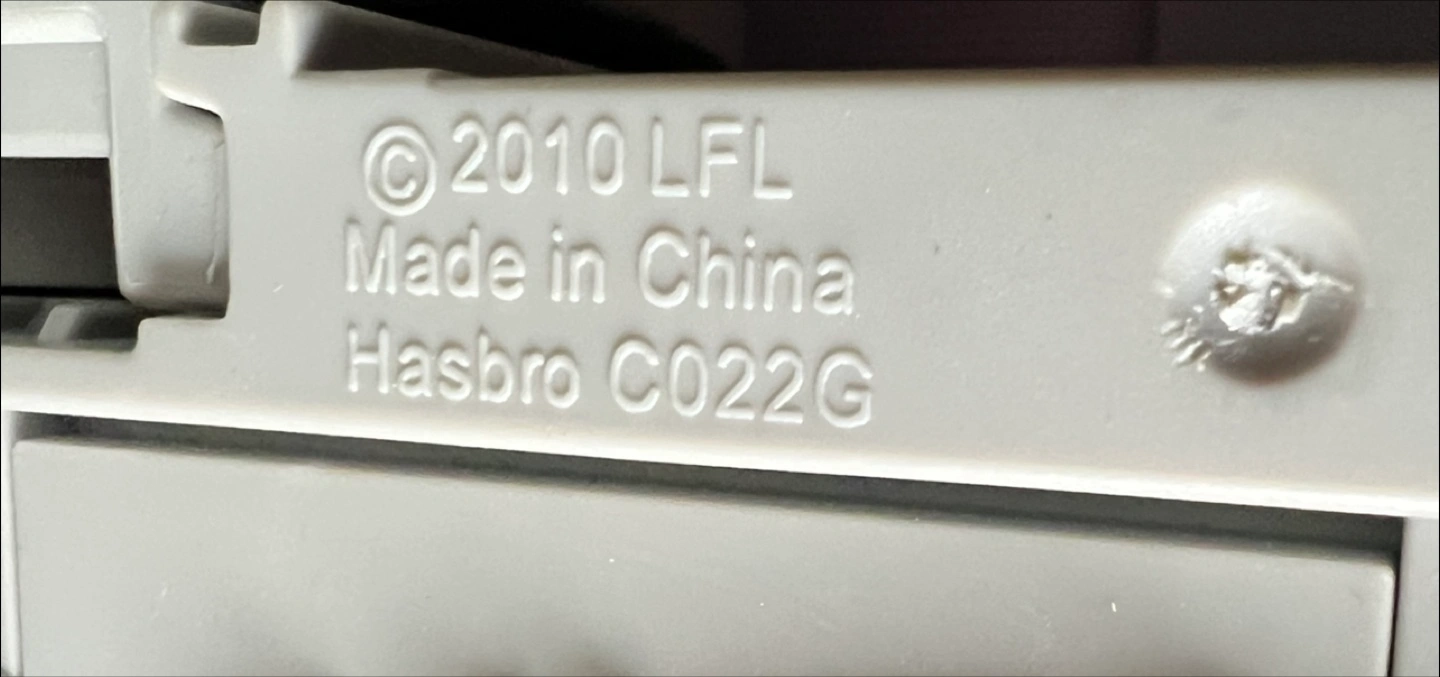 ©2010 LFL
Made in China
Hasbro C022G